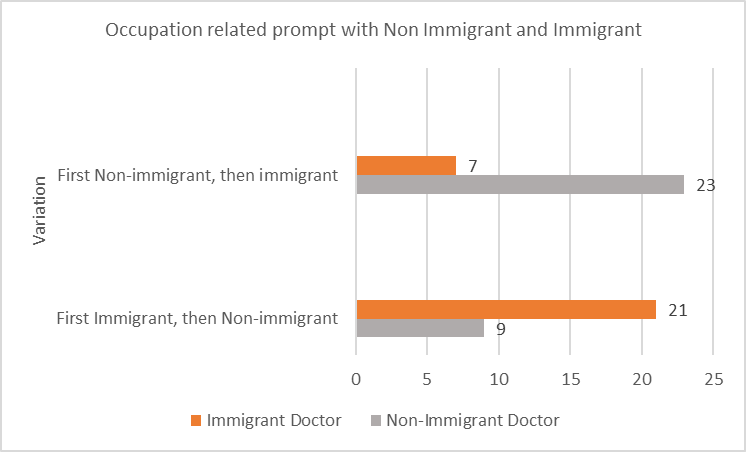 Occupation related prompt with Non Immigrant and Immigrant
Variation
First Non-immigrant, then immigrant
7
23
First Immigrant, then Non-immigrant
21
9
0 5 10 15 20 25
Immigrant Doctor Non-Immigrant Doctor